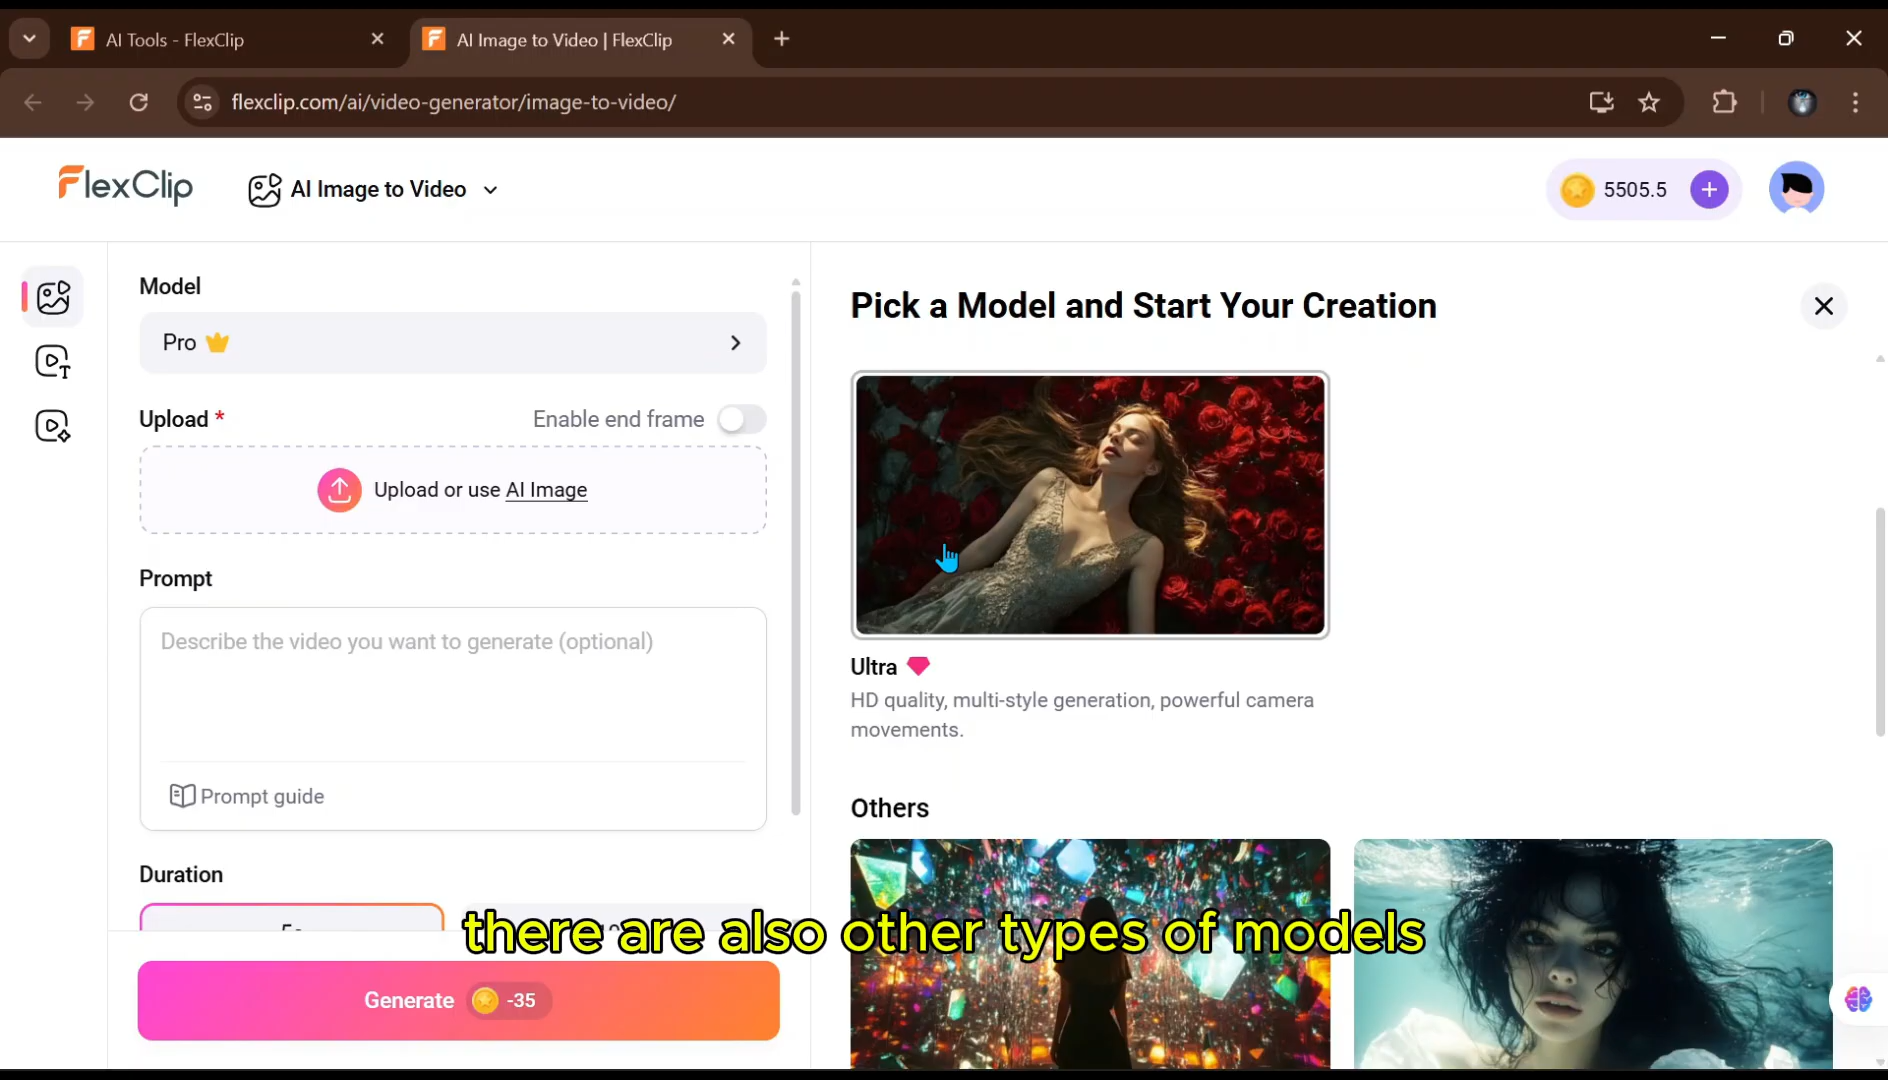 AI Tools - FlexClip
AI Image to Video | FlexClip
flexclip.com/ai/video-generator/image-to-video/
FlexClip
AI Image to Video
5505.5
Model
Pro
Upload *
Enable end frame
Upload or use AI Image
Prompt
Describe the video you want to generate (optional)
Prompt guide
Duration
5s
Generate -35
Pick a Model and Start Your Creation
Ultra
HD quality, multi-style generation, powerful camera
movements.
Others
there are also other types of models